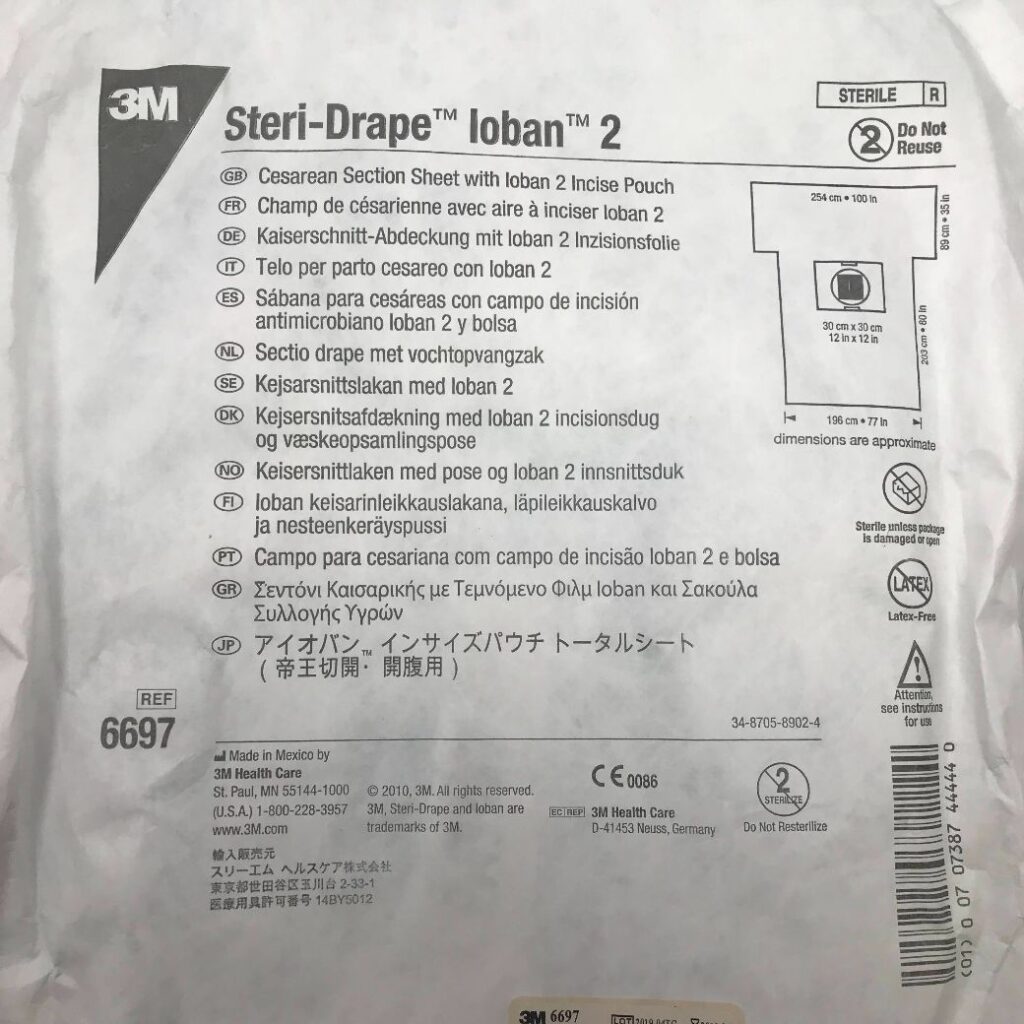 3M
Steri-Drape™ Ioban™ 2
STERILE R
2 Do Not
Reuse
GB Cesarean Section Sheet with Ioban 2 Incise Pouch
FR Champ de césarienne avec aire à inciser Ioban 2
DE Kaiserschnitt-Abdeckung mit Ioban 2 Inzisionsfolie
IT Telo per parto cesareo con Ioban 2
ES Sábana para cesáreas con campo de incisión
antimicrobiano Ioban 2 y bolsa
NL Sectio drape met vochtopvangzak
SE Kejsarsnittslakan med Ioban 2
DK Kejsersnitsafdækning med Ioban 2 incisionsdug
og væskeopsamlingspose
NO Keisersnittlaken med pose og Ioban 2 innsnittsduk
FI Ioban keisarinleikkauslakana, läpileikkauskalvo
ja nesteenkeräyspussi
PT Campo para cesariana com campo de incisão Ioban 2 e bolsa
GR Σεντόνι Καισαρικής με Τεμνόμενο Φιλμ Ioban και Σακούλα
Συλλογής Υγρών
JP アイオバン™ インサイズパウチ トータルシート
( 帝王切開・ 開腹用 )
254 cm • 100 in
89 cm • 35 in
30 cm x 30 cm
12 in x 12 in
203 cm • 80 in
196 cm • 77 in
dimensions are approximate
Sterile unless package
is damaged or open
LATEX
Latex-Free
!
Attention,
see instructions
for use
REF
6697
34-8705-8902-4
Made in Mexico by
3M Health Care
St. Paul, MN 55144-1000
(U.S.A.) 1-800-228-3957
www.3M.com
© 2010, 3M. All rights reserved.
3M, Steri-Drape and Ioban are
trademarks of 3M.
CE 0086
EC REP 3M Health Care
D-41453 Neuss, Germany
2
STERILIZE
Do Not Resterilize
輸入販売元
スリーエム ヘルスケア株式会社
東京都世田谷区玉川台 2-33-1
医療用具許可番号 14BY5012
(01) 0 07 07387 44444 0
3M 6697 LOT